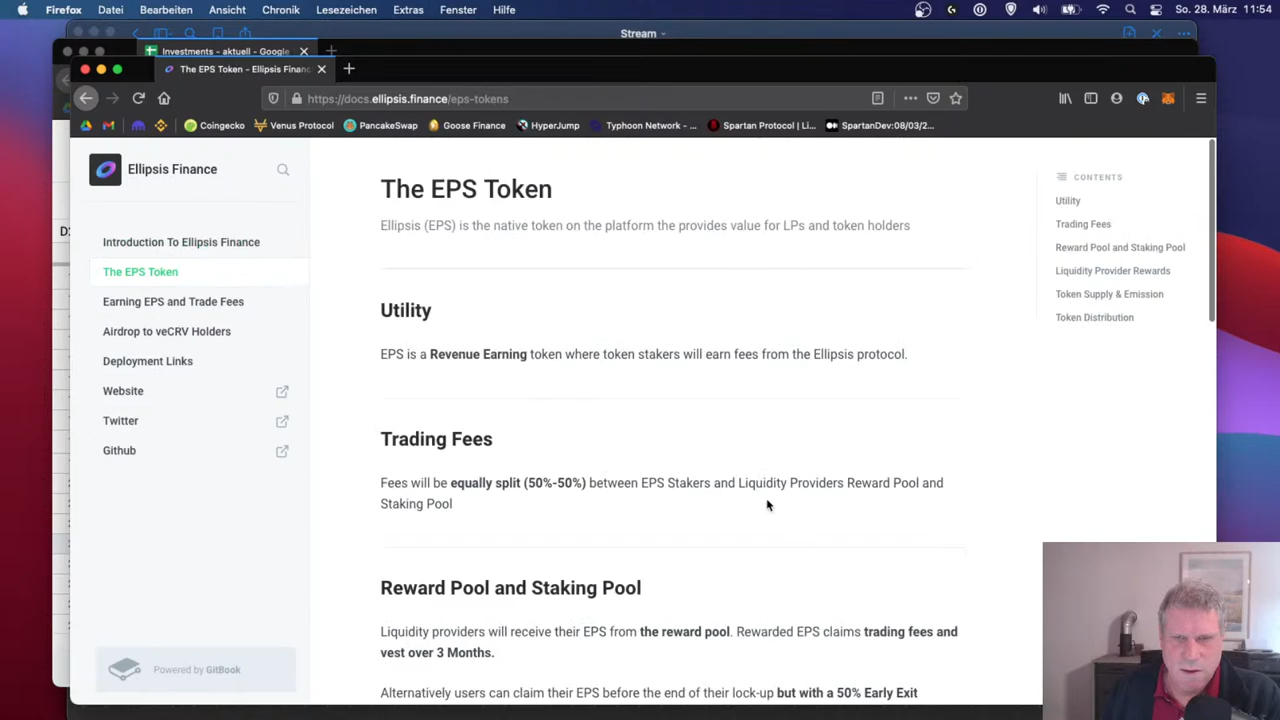 Firefox Datei Bearbeiten Ansicht Chronik Lesezeichen Extras Fenster Hilfe So. 28. März 11:54
Stream
Investments - aktuell - Google
The EPS Token - Ellipsis Financ
https://docs.ellipsis.finance/eps-tokens
Coingecko Venus Protocol PancakeSwap Goose Finance HyperJump Typhoon Network - ... Spartan Protocol | Li... SpartanDev:08/03/2...
Ellipsis Finance
Introduction To Ellipsis Finance
The EPS Token
Earning EPS and Trade Fees
Airdrop to veCRV Holders
Deployment Links
Website
Twitter
Github
Powered by GitBook
The EPS Token
Ellipsis (EPS) is the native token on the platform the provides value for LPs and token holders
Utility
EPS is a Revenue Earning token where token stakers will earn fees from the Ellipsis protocol.
Trading Fees
Fees will be equally split (50%-50%) between EPS Stakers and Liquidity Providers Reward Pool and
Staking Pool
Reward Pool and Staking Pool
Liquidity providers will receive their EPS from the reward pool. Rewarded EPS claims trading fees and
vest over 3 Months.
Alternatively users can claim their EPS before the end of their lock-up but with a 50% Early Exit
CONTENTS
Utility
Trading Fees
Reward Pool and Staking Pool
Liquidity Provider Rewards
Token Supply & Emission
Token Distribution